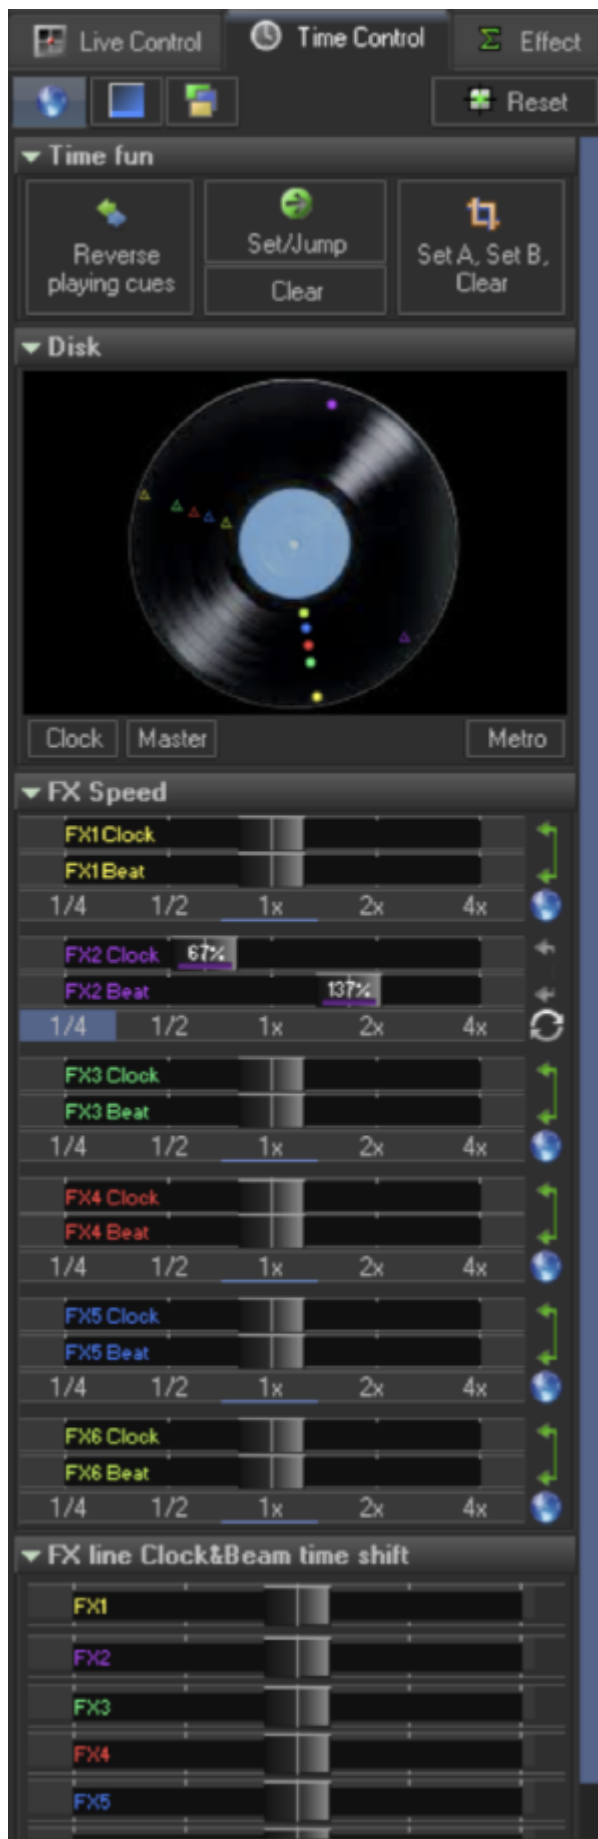 Live Control Time Control Effect
Reset
Time fun
Reverse
playing cues
Set/Jump
Clear
Set A, Set B,
Clear
Disk
Clock Master Metro
FX Speed
FX1 Clock
FX1 Beat
1/4 1/2 1x 2x 4x
FX2 Clock 67%
FX2 Beat 137%
1/4 1/2 1x 2x 4x
FX3 Clock
FX3 Beat
1/4 1/2 1x 2x 4x
FX4 Clock
FX4 Beat
1/4 1/2 1x 2x 4x
FX5 Clock
FX5 Beat
1/4 1/2 1x 2x 4x
FX6 Clock
FX6 Beat
1/4 1/2 1x 2x 4x
FX line Clock&Beam time shift
FX1
FX2
FX3
FX4
FX5